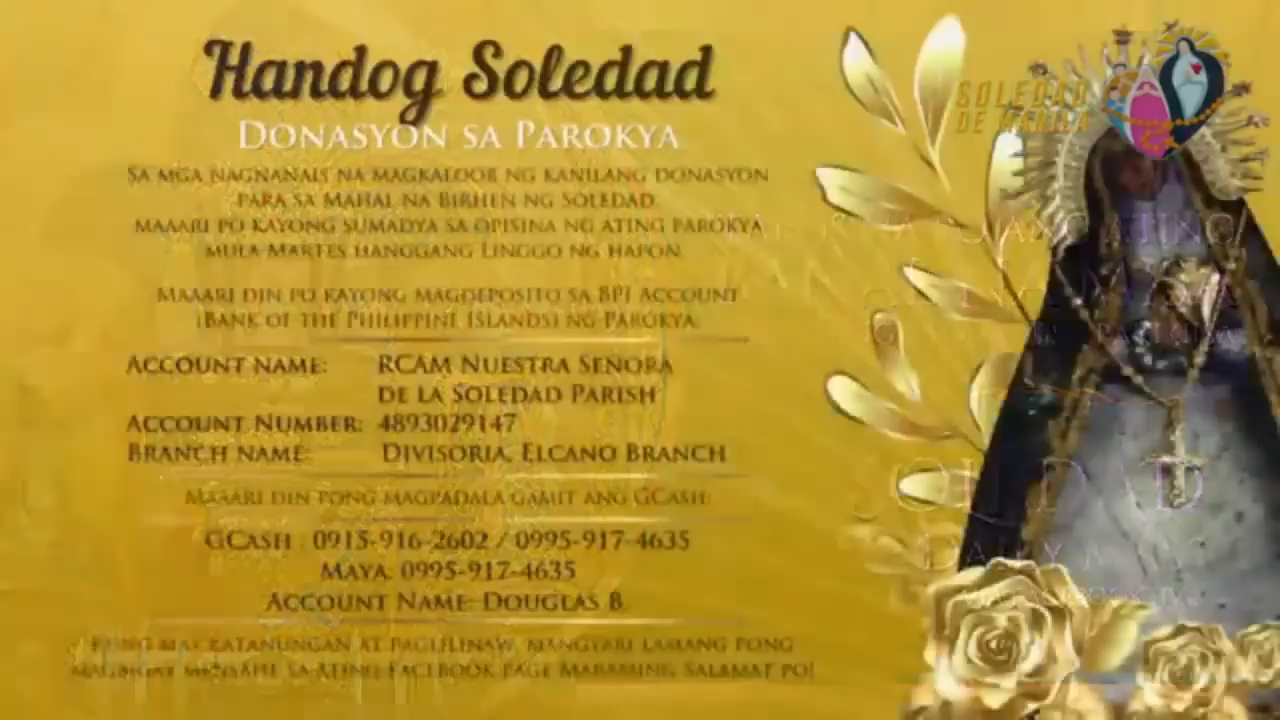 Handog Soledad
DONASYON SA PAROKYA
SOLEDAD
DE MANILA
SA MGA NAGNANAIS NA MAGKALOOB NG KANILANG DONASYON
PARA SA MAHAL NA BIRHEN NG SOLEDAD.
MAAARI PO KAYONG SUMADYA SA OPISINA NG ATING PAROKYA
MULA MARTES HANGGANG LINGGO NG HAPON.
MAAARI DIN PO KAYONG MAGDEPOSITO SA BPI ACCOUNT
(BANK OF THE PHILIPPINE ISLANDS) NG PAROKYA.
ACCOUNT NAME: RCAM NUESTRA SEÑORA
DE LA SOLEDAD PARISH
ACCOUNT NUMBER: 4893029147
BRANCH NAME: DIVISORIA, ELCANO BRANCH
MAAARI DIN PONG MAGPADALA GAMIT ANG GCASH:
GCASH : 0915-916-2602 / 0995-917-4635
MAYA: 0995-917-4635
ACCOUNT NAME: DOUGLAS B.
KUNG MAY KATANUNGAN AT PAGLILINAW, MANGYARI LAMANG PONG
MAGBIGAY MENSAHE SA ATING FACEBOOK PAGE MARAMING SALAMAT PO!
ANG ATING
DAILY